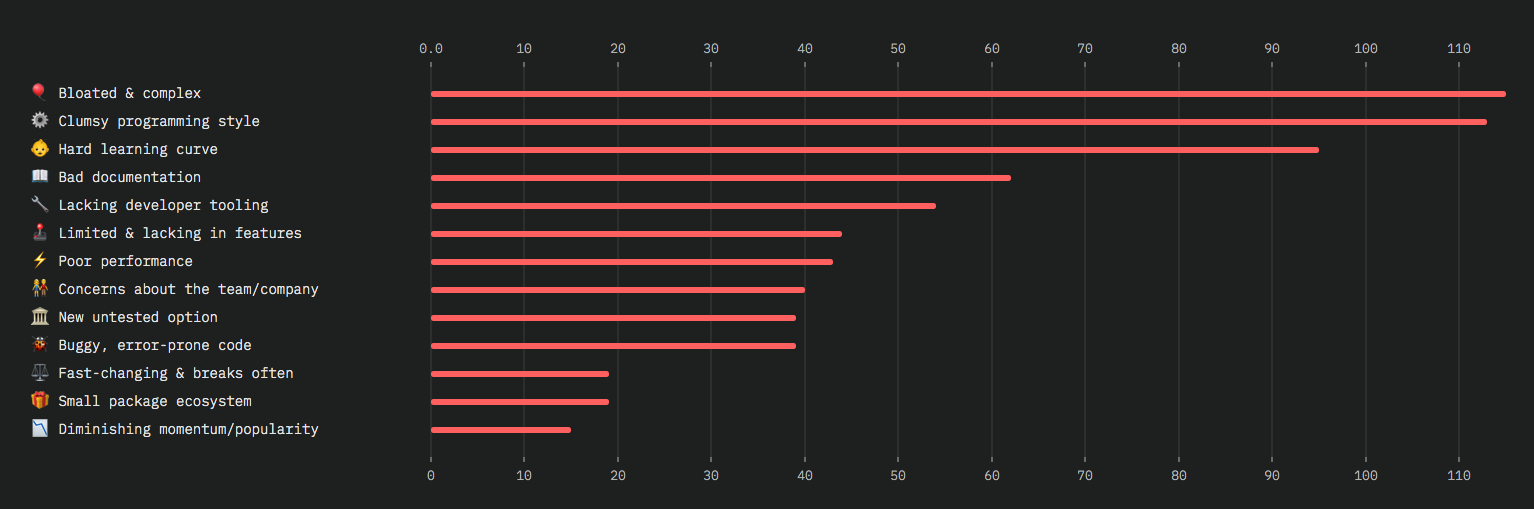 0.0 10 20 30 40 50 60 70 80 90 100 110
Bloated & complex
Clumsy programming style
Hard learning curve
Bad documentation
Lacking developer tooling
Limited & lacking in features
Poor performance
Concerns about the team/company
New untested option
Buggy, error-prone code
Fast-changing & breaks often
Small package ecosystem
Diminishing momentum/popularity
0 10 20 30 40 50 60 70 80 90 100 110